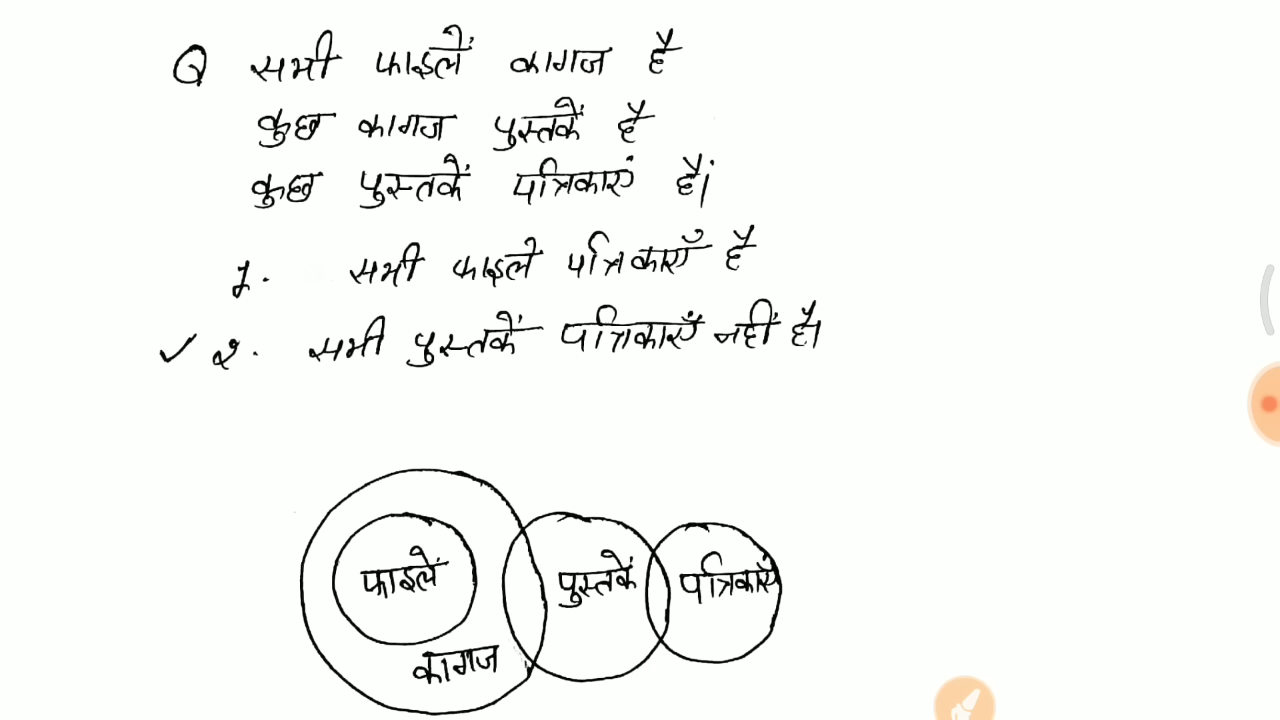 Q सभी फाइलें कागज है
कुछ कागज पुस्तकें है
कुछ पुस्तकें पत्रिकाएं हैं।
1. सभी फाइले पत्रिकाएँ है
✓ २. सभी पुस्तकें पत्रिकाएँ नहीं है।
फाइलें पुस्तकें पत्रिकाएँ
कागज